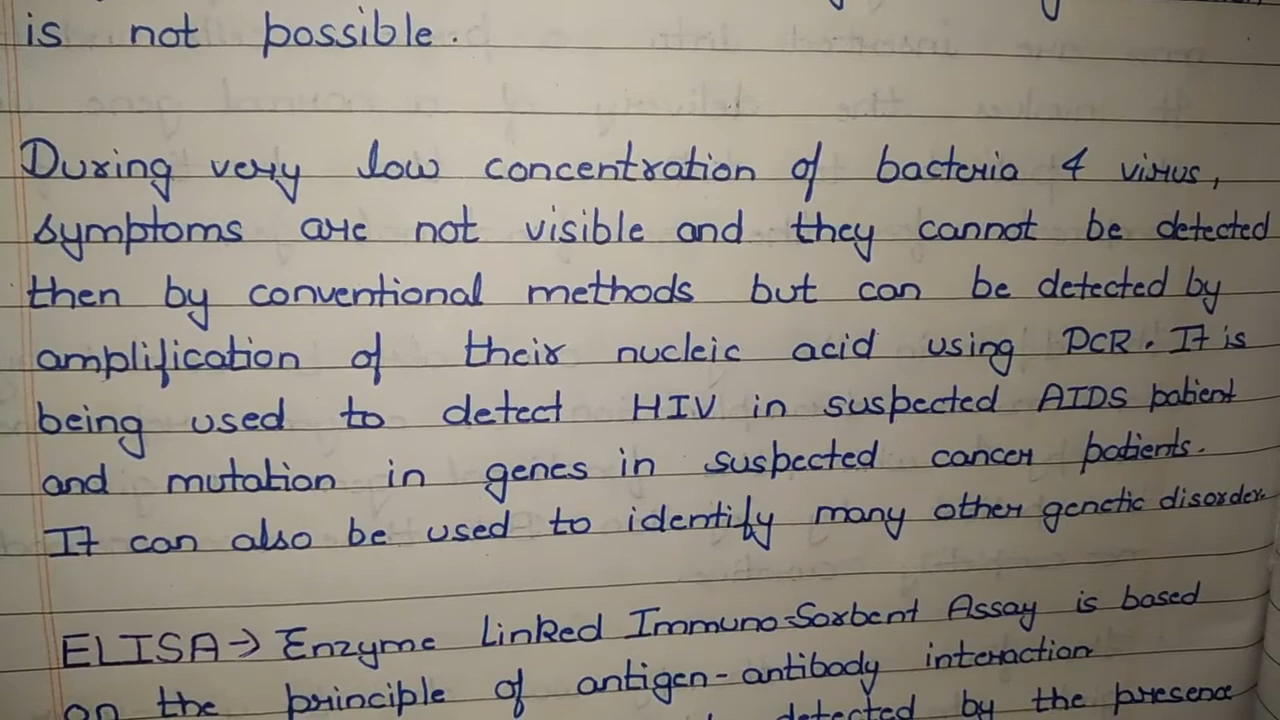 is not possible.
During very low concentration of bacteria & virus,
symptoms are not visible and they cannot be detected
then by conventional methods but can be detected by
amplification of their nucleic acid using PCR. It is
being used to detect HIV in suspected AIDS patient
and mutation in genes in suspected cancer patients.
It can also be used to identify many other genetic disorder.
ELISA → Enzyme Linked Immuno-Sorbent Assay is based
on the principle of antigen-antibody interaction
detected by the presence